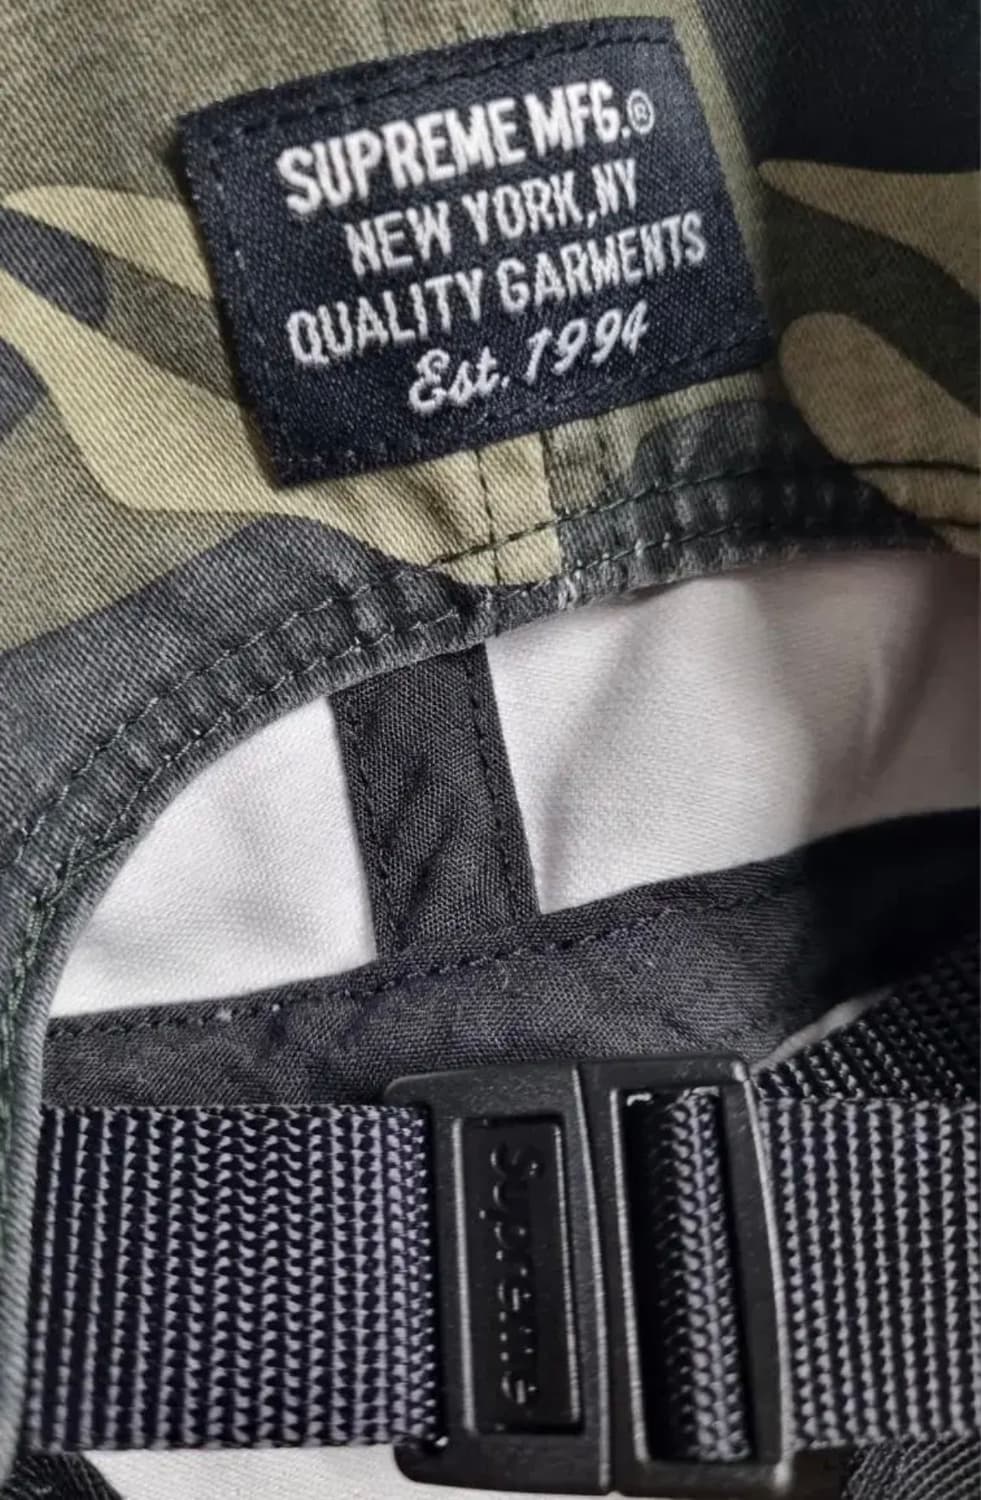 SUPREME MFG.®
NEW YORK, NY
QUALITY GARMENTS
Est. 1994
Supreme